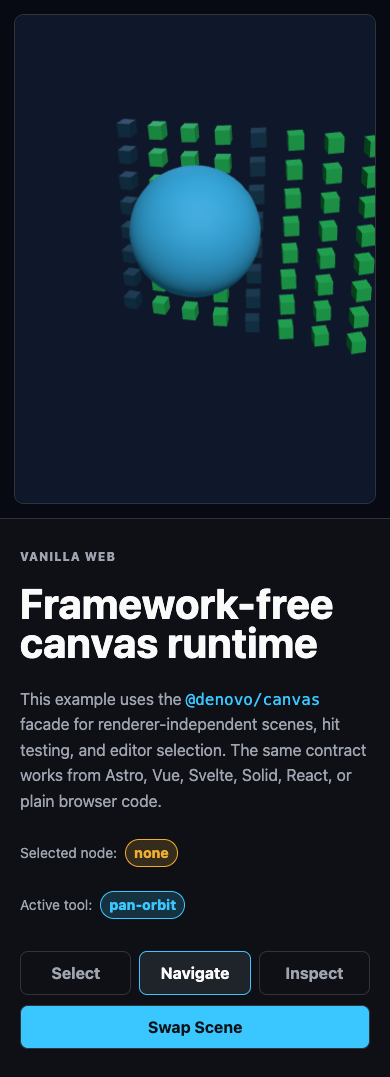 VANILLA WEB
Framework-free
canvas runtime
This example uses the @denovo/canvas
facade for renderer-independent scenes, hit
testing, and editor selection. The same contract
works from Astro, Vue, Svelte, Solid, React, or
plain browser code.
Selected node: none
Active tool: pan-orbit
Select Navigate Inspect
Swap Scene